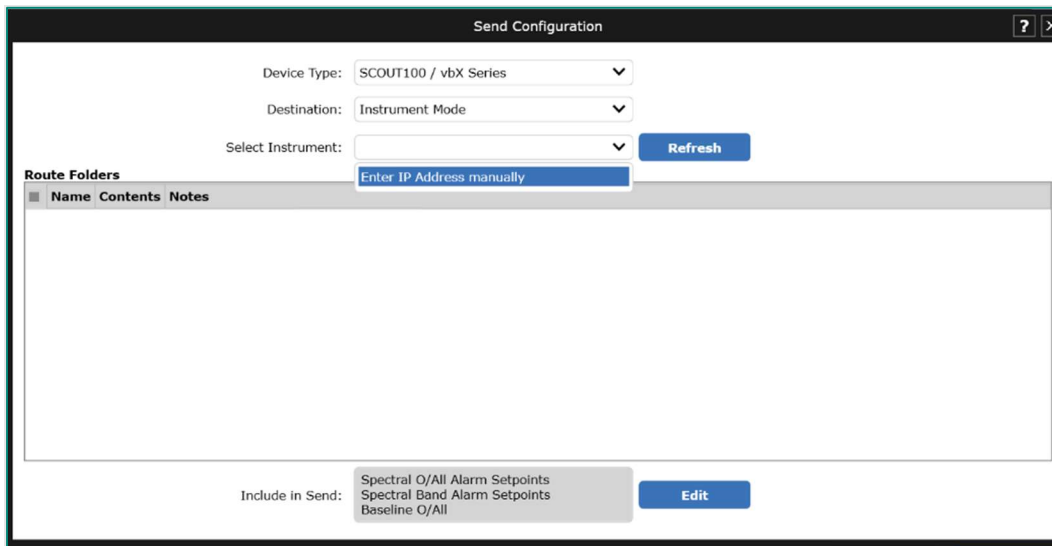 Send Configuration ?
Device Type: SCOUT100 / vbX Series
Destination: Instrument Mode
Select Instrument: Refresh
Enter IP Address manually
Route Folders
Name Contents Notes
Spectral O/All Alarm Setpoints
Include in Send: Spectral Band Alarm Setpoints Edit
Baseline O/All